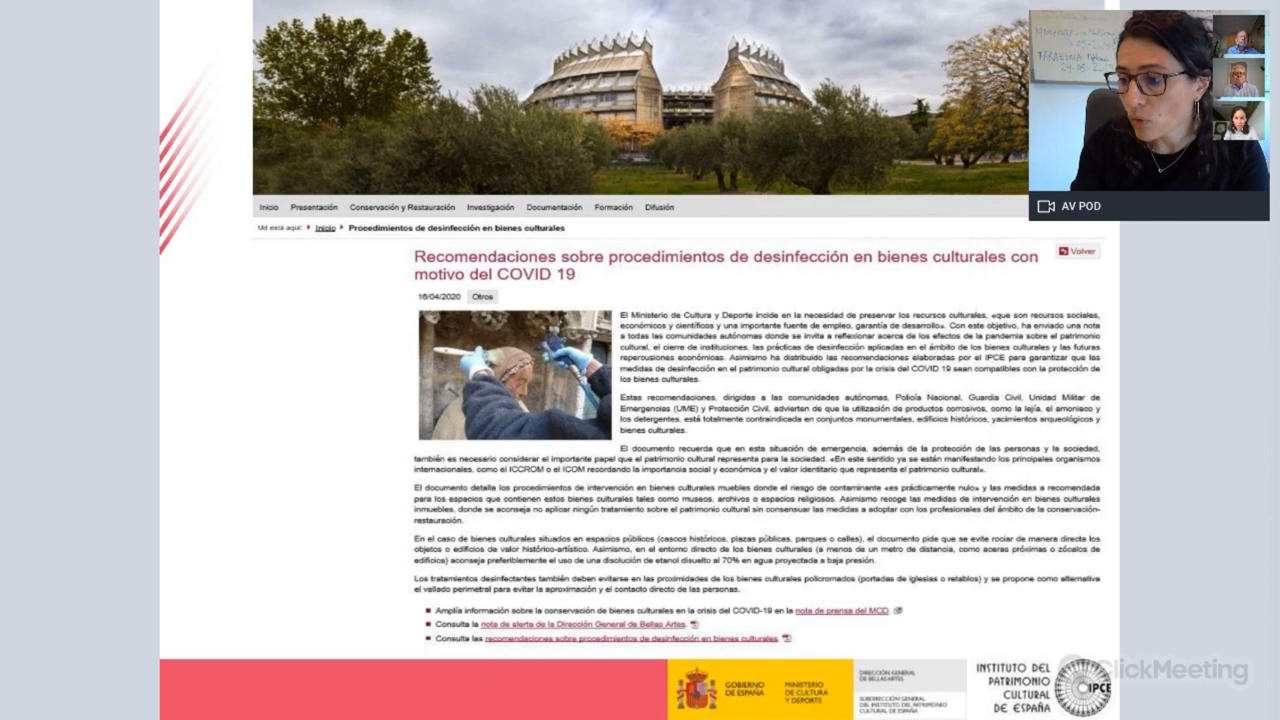 Inicio Presentación Conservación y Restauración Investigación Documentación Formación Difusión
Ud está aquí: Inicio Procedimientos de desinfección en bienes culturales
AV POD
Volver
Recomendaciones sobre procedimientos de desinfección en bienes culturales con
motivo del COVID 19
16/04/2020 Otros
El Ministerio de Cultura y Deporte incide en la necesidad de preservar los recursos culturales, «que son recursos sociales,
económicos y científicos y una importante fuente de empleo, garantía de desarrollo». Con este objetivo, ha enviado una nota
a todas las comunidades autónomas donde se invita a reflexionar acerca de los efectos de la pandemia sobre el patrimonio
cultural, el cierre de instituciones, las prácticas de desinfección aplicadas en el ámbito de los bienes culturales y las futuras
repercusiones económicas. Asimismo ha distribuido las recomendaciones elaboradas por el IPCE para garantizar que las
medidas de desinfección en el patrimonio cultural obligadas por la crisis del COVID 19 sean compatibles con la protección de
los bienes culturales.
Estas recomendaciones, dirigidas a las comunidades autónomas, Policía Nacional, Guardia Civil, Unidad Militar de
Emergencias (UME) y Protección Civil, advierten de que la utilización de productos corrosivos, como la lejía, el amoniaco y
los detergentes, está totalmente contraindicada en conjuntos monumentales, edificios históricos, yacimientos arqueológicos y
bienes culturales.
El documento recuerda que en esta situación de emergencia, además de la protección de las personas y la sociedad,
también es necesario considerar el importante papel que el patrimonio cultural representa para la sociedad. «En este sentido ya se están manifestando los principales organismos
internacionales, como el ICCROM o el ICOM recordando la importancia social y económica y el valor identitario que representa el patrimonio cultural».
El documento detalla los procedimientos de intervención en bienes culturales muebles donde el riesgo de contaminante «es prácticamente nulo» y las medidas a recomendada
para los espacios que contienen estos bienes culturales tales como museos, archivos o espacios religiosos. Asimismo recoge las medidas de intervención en bienes culturales
inmuebles, donde se aconseja no aplicar ningún tratamiento sobre el patrimonio cultural sin consensuar las medidas a adoptar con los profesionales del ámbito de la conservación-
restauración.
En el caso de bienes culturales situados en espacios públicos (cascos históricos, plazas públicas, parques o calles), el documento pide que se evite rociar de manera directa los
objetos o edificios de valor histórico-artístico. Asimismo, en el entorno directo de los bienes culturales (a menos de un metro de distancia, como aceras próximas o zócalos de
edificios) aconseja preferiblemente el uso de una disolución de etanol disuelto al 70% en agua proyectada a baja presión.
Los tratamientos desinfectantes también deben evitarse en las proximidades de los bienes culturales policromados (portadas de iglesias o retablos) y se propone como alternativa
el vallado perimetral para evitar la aproximación y el contacto directo de las personas.
Amplía información sobre la conservación de bienes culturales en la crisis del COVID-19 en la nota de prensa del MCD
Consulta la nota de alerta de la Dirección General de Bellas Artes.
Consulta las recomendaciones sobre procedimientos de desinfección en bienes culturales.
GOBIERNO
DE ESPAÑA
MINISTERIO
DE CULTURA
Y DEPORTE
DIRECCIÓN GENERAL
DE BELLAS ARTES
SUBDIRECCIÓN GENERAL
DEL INSTITUTO DEL PATRIMONIO
CULTURAL DE ESPAÑA
INSTITUTO DEL
PATRIMONIO
CULTURAL
DE ESPAÑA
IPCE
ClickMeeting